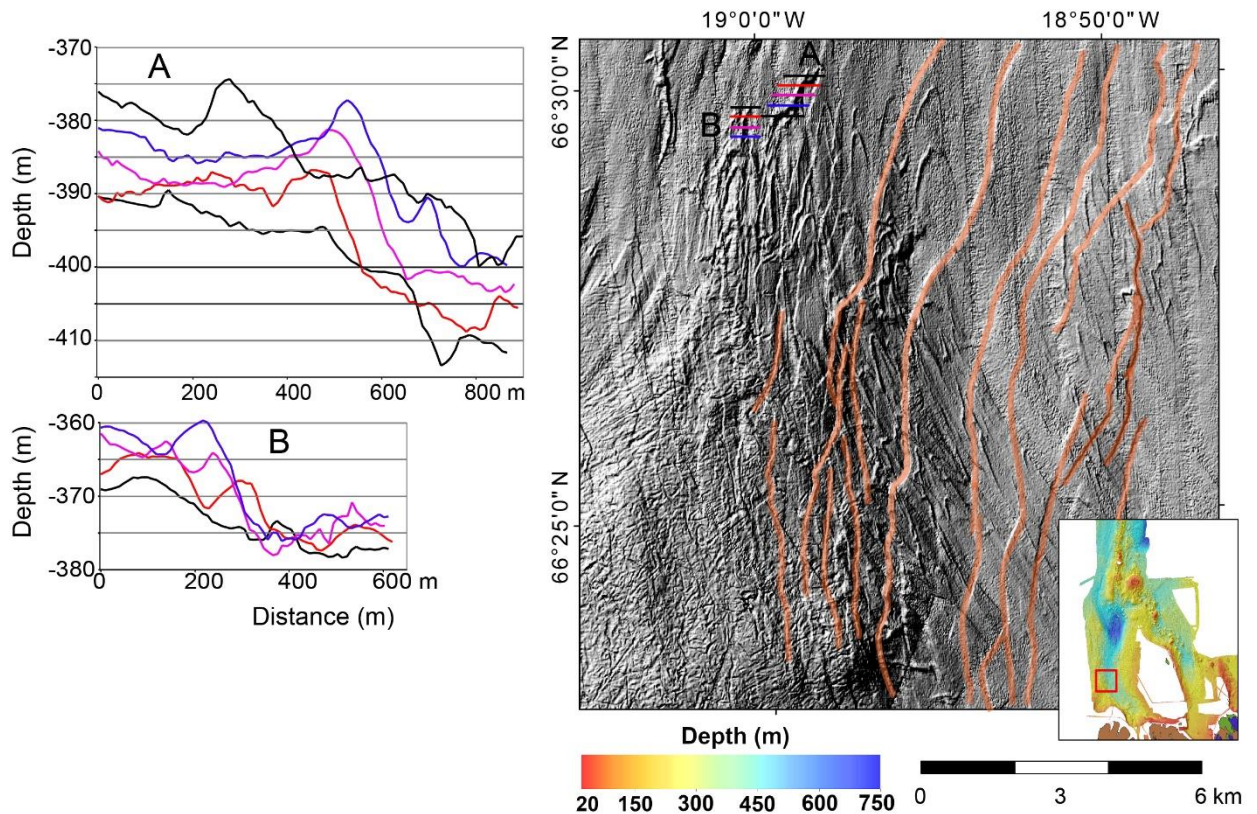 A
-370
-380
-390
-400
-410
Depth (m)
0
200
400
600
800 m
B
-360
-370
-380
Depth (m)
0
200
400
600 m
Distance (m)
19°0'0"W
18°50'0"W
66°30'0"N
66°25'0"N
A
B
Depth (m)
20 150 300 450 600 750
0 3 6 km